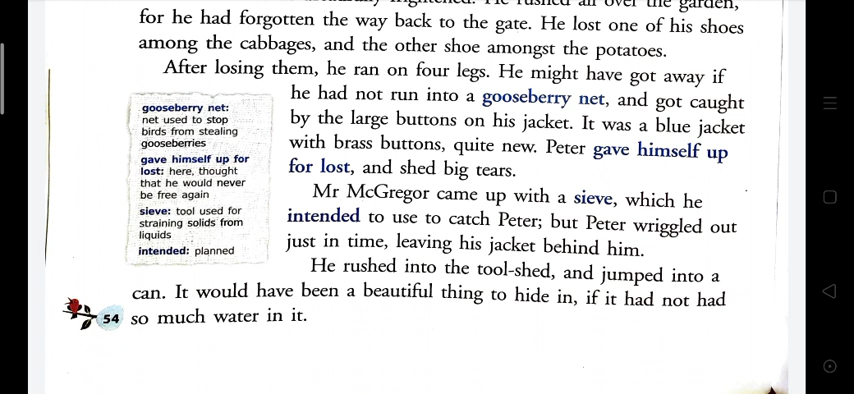 for he had forgotten the way back to the gate. He lost one of his shoes
among the cabbages, and the other shoe amongst the potatoes.
After losing them, he ran on four legs. He might have got away if
he had not run into a gooseberry net, and got caught
by the large buttons on his jacket. It was a blue jacket
with brass buttons, quite new. Peter gave himself up
for lost, and shed big tears.
gooseberry net:
net used to stop
birds from stealing
gooseberries
gave himself up for
lost: here, thought
that he would never
be free again
sieve: tool used for
straining solids from
liquids
intended: planned
Mr McGregor came up with a sieve, which he
intended to use to catch Peter; but Peter wriggled out
just in time, leaving his jacket behind him.
He rushed into the tool-shed, and jumped into a
can. It would have been a beautiful thing to hide in, if it had not had
so much water in it.
54